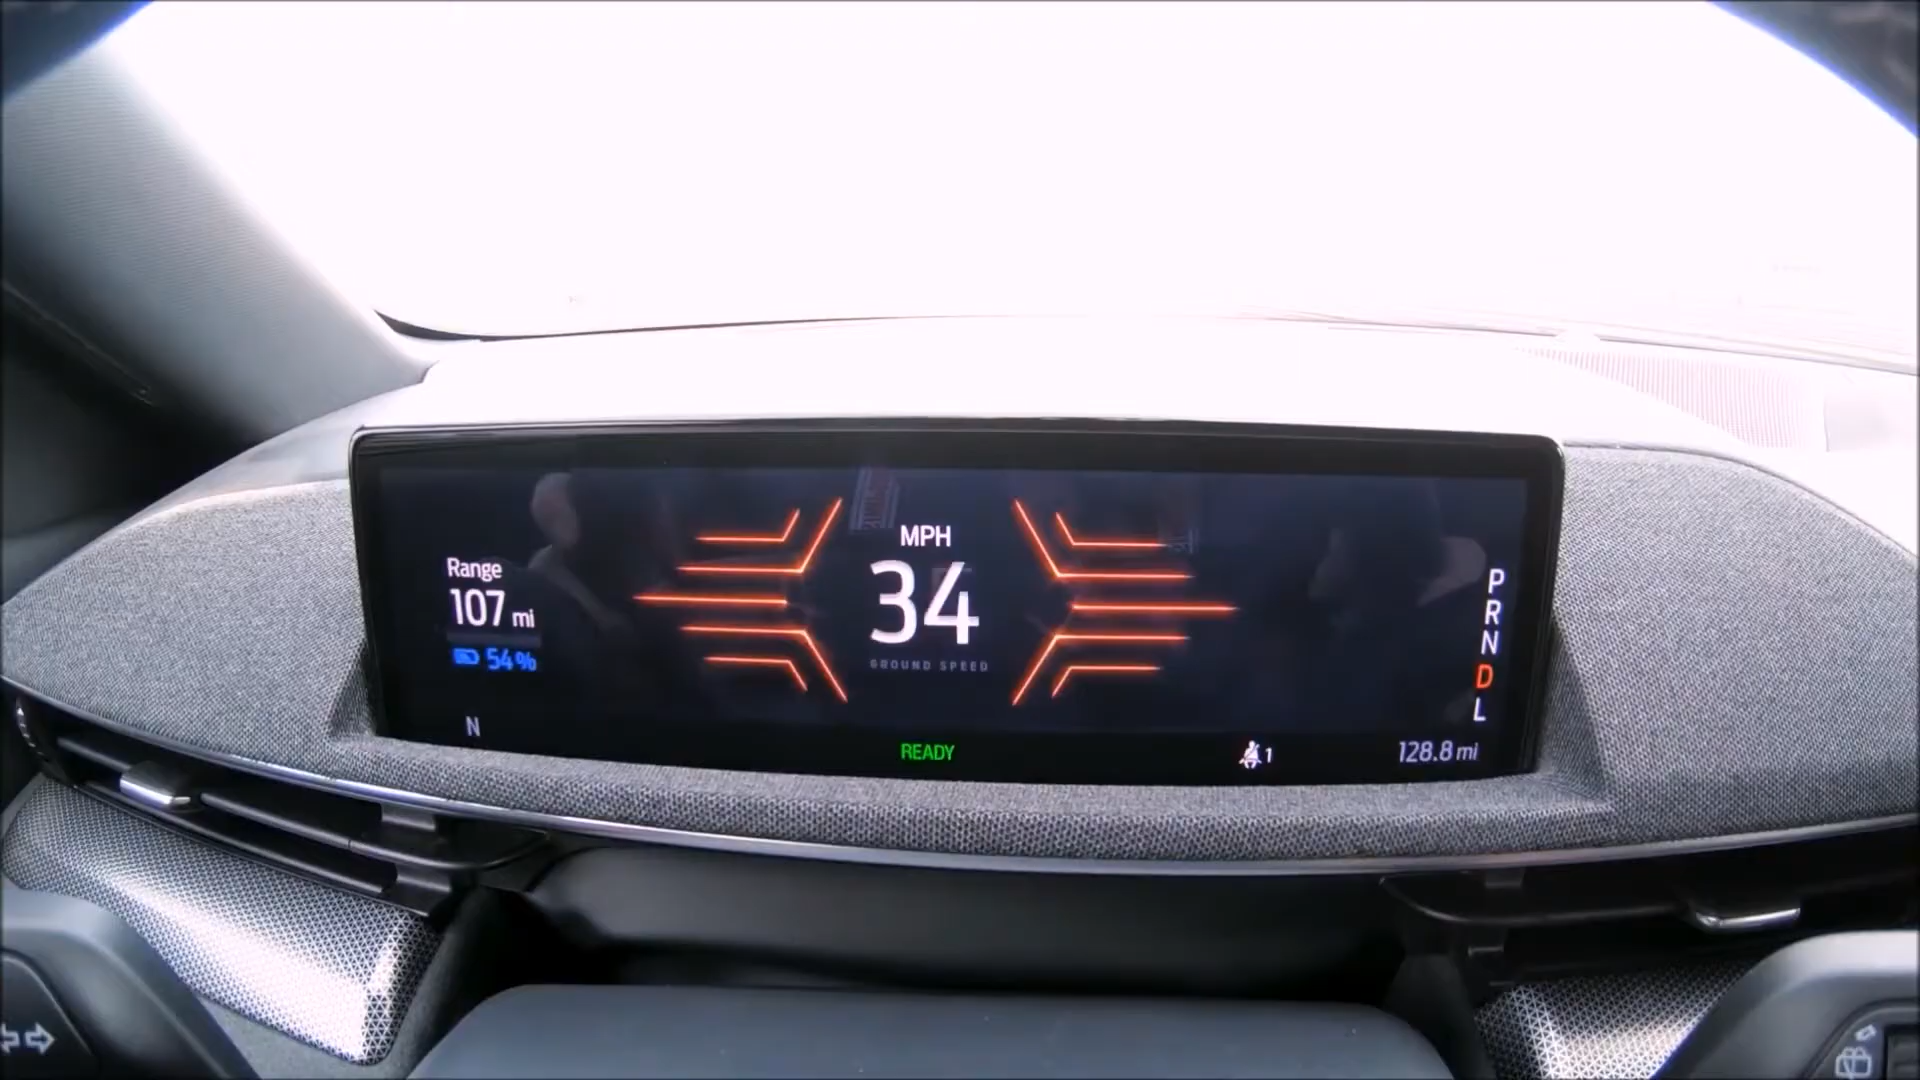 MPH
34
GROUND SPEED
Range
107 mi
54%
N
READY
1
P
R
N
D
L
128.8 mi